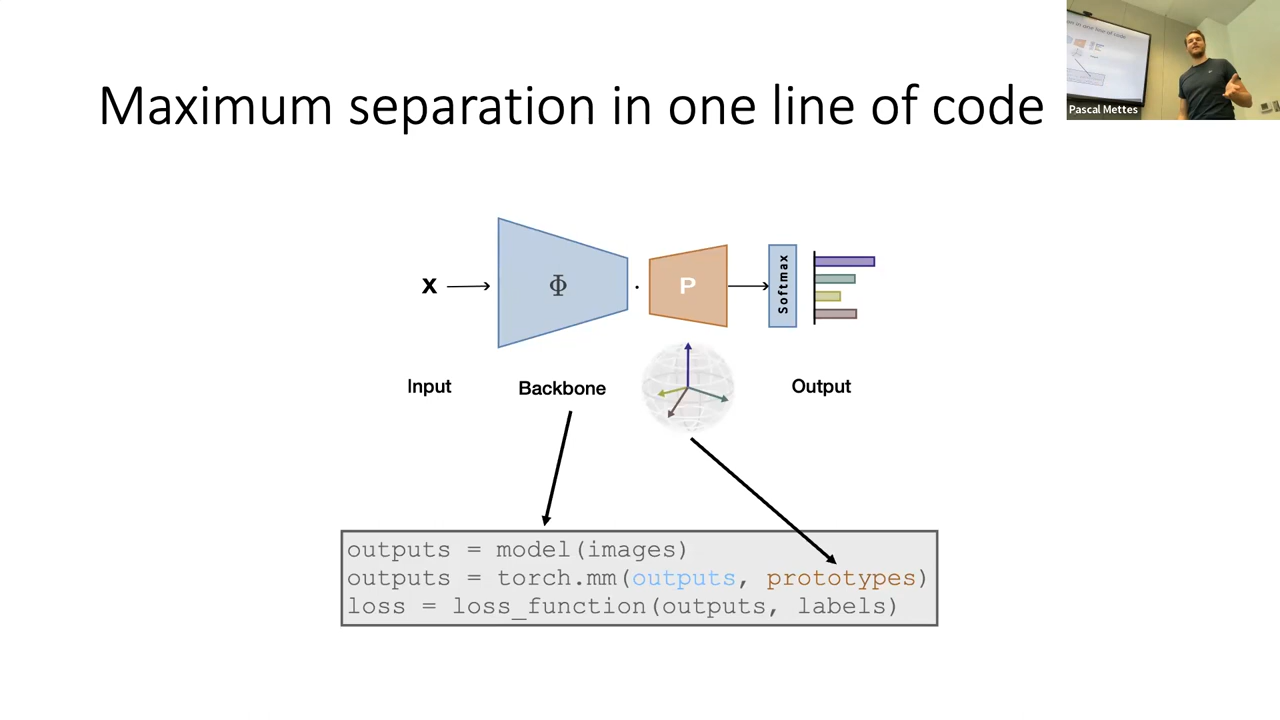 Maximum separation in one line of code
Pascal Mettes
x
Φ
P
Softmax
Input
Backbone
Output
outputs = model(images)
outputs = torch.mm(outputs, prototypes)
loss = loss_function(outputs, labels)